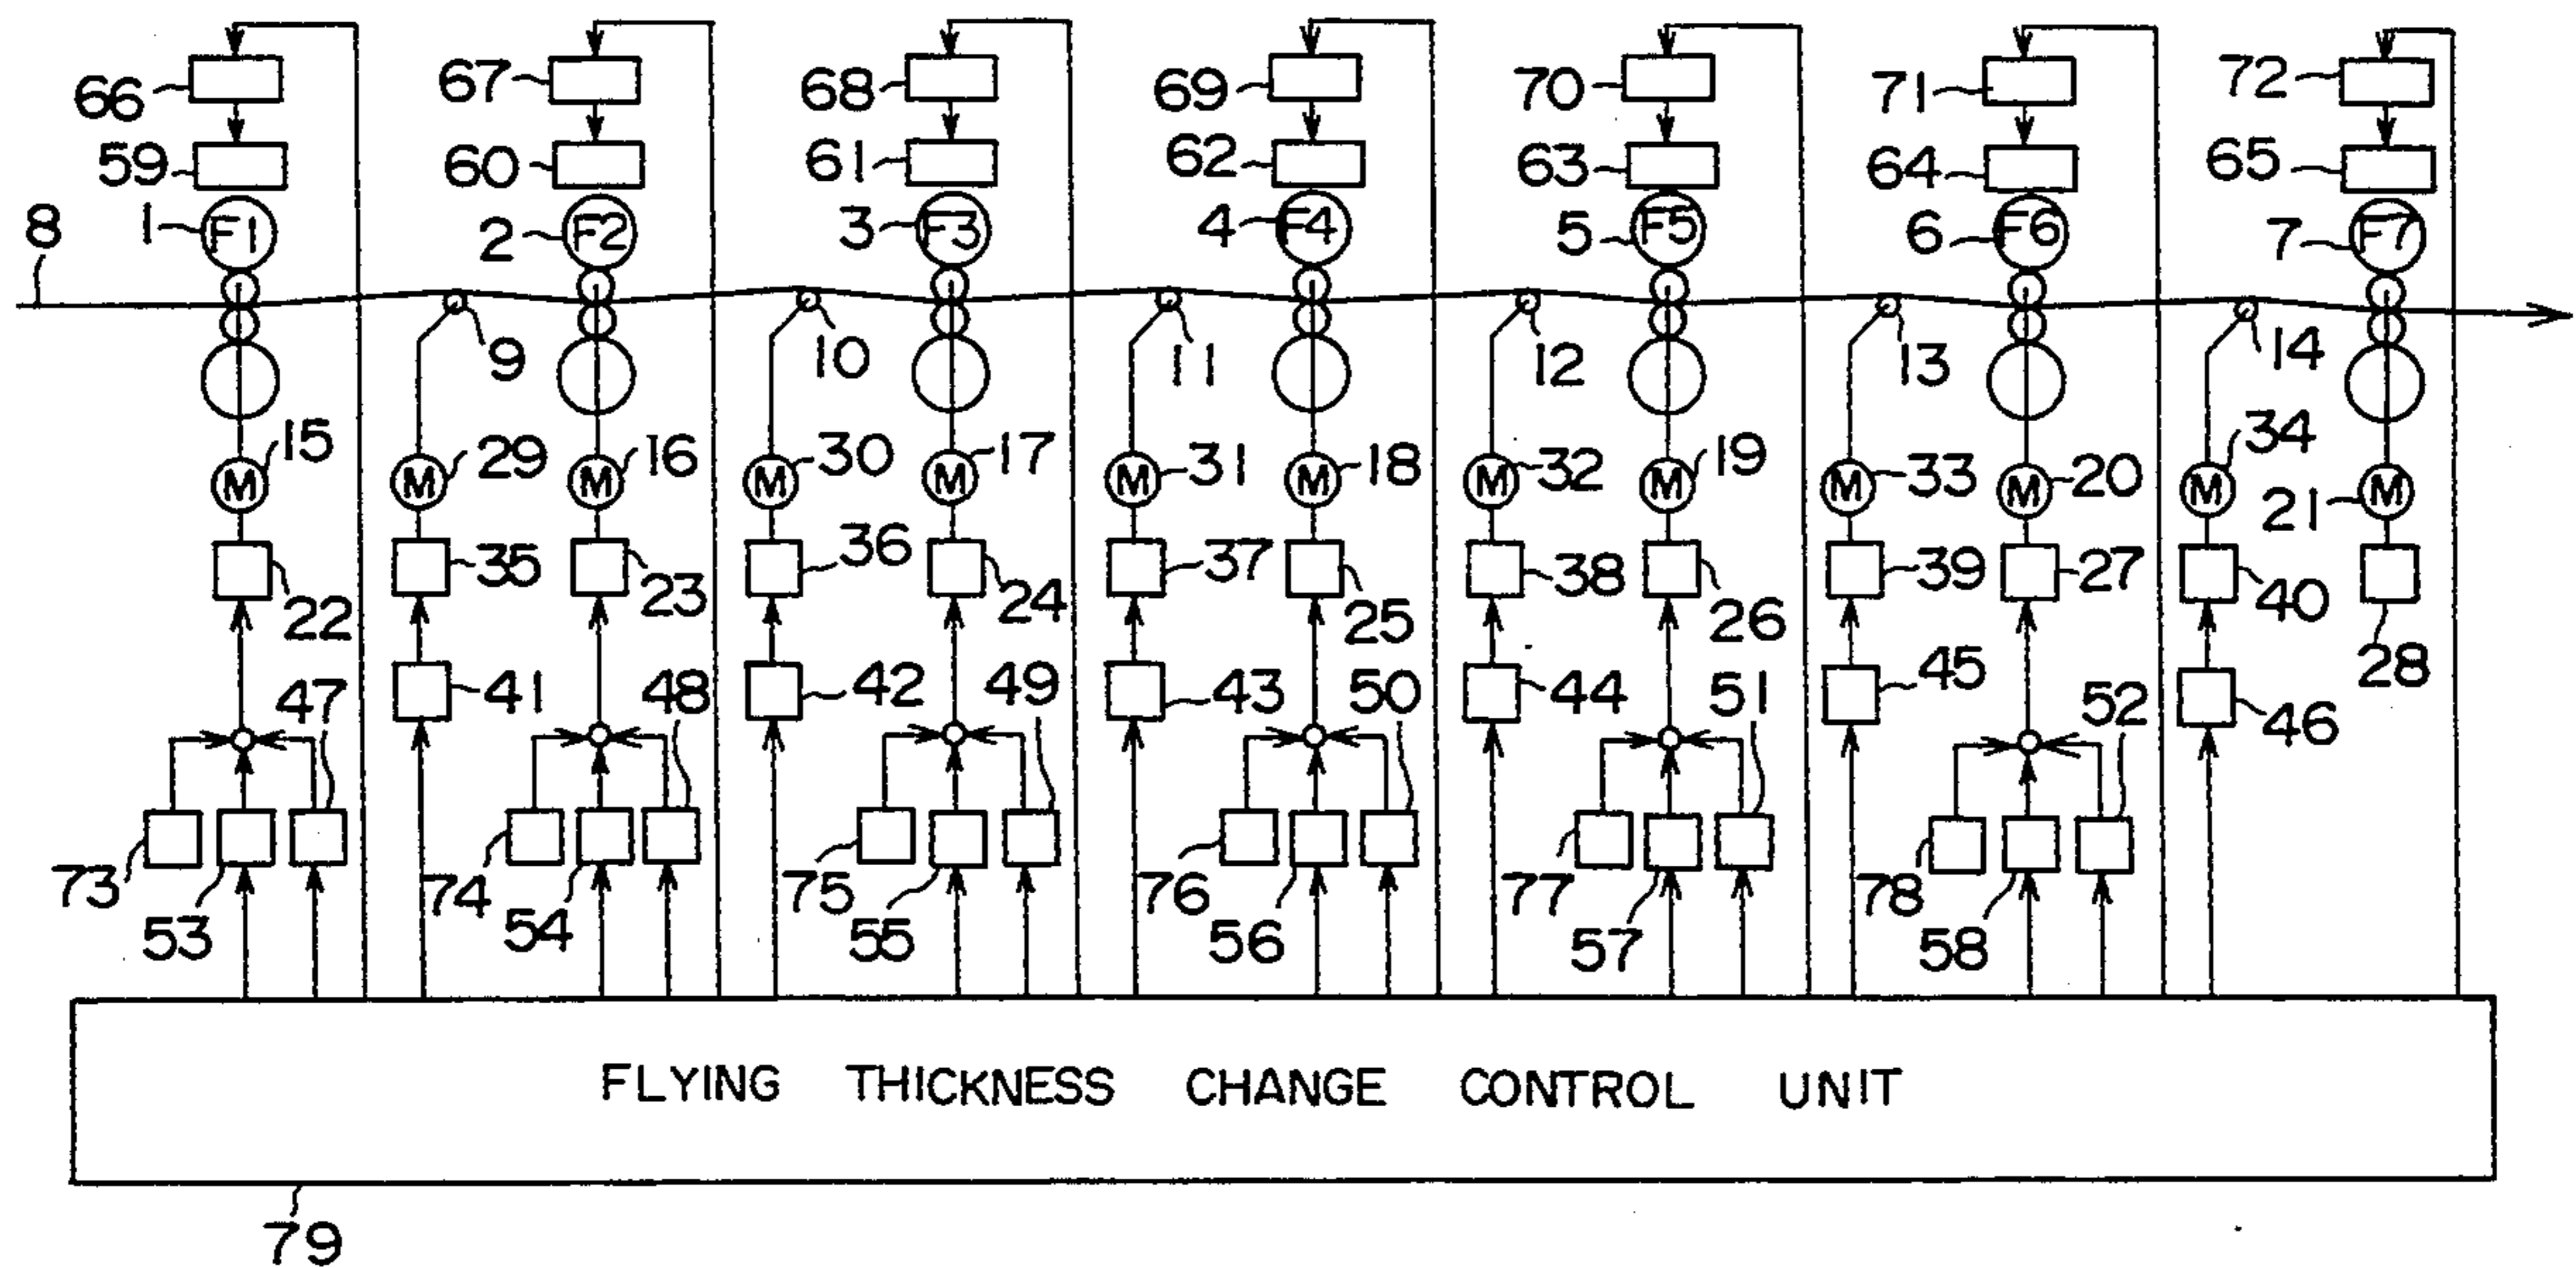 66 67 68 69 70 71 72
59 60 61 62 63 64 65
8 1 F1 2 F2 3 F3 4 F4 5 F5 6 F6 7 F7
9 10 11 12 13 14
15 M 29 M 16 M 30 M 17 M 31 M 18 M 32 M 19 M 33 M 20 M 34 M 21 M
22 35 23 36 24 37 25 38 26 39 27 40 28
47 41 48 42 49 43 50 44 51 45 52 46
73 53 74 54 75 55 76 56 77 57 78 58
FLYING THICKNESS CHANGE CONTROL UNIT
79